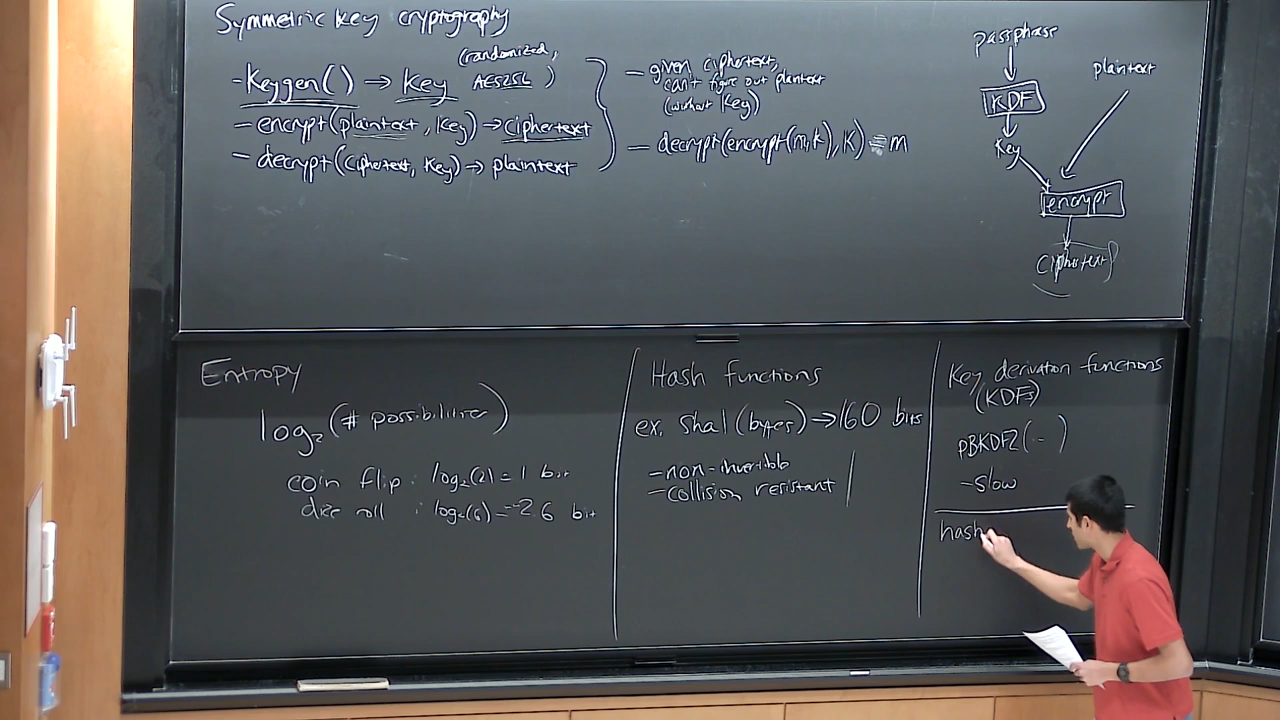 Symmetric Key cryptography
(randomized,
- Keygen() → Key AES256 )
- encrypt(plaintext, Key) → ciphertext
- decrypt(ciphertext, Key) → plaintext
- given ciphertext,
can't figure out plaintext
(without Key)
- decrypt(encrypt(m,k), K) = m
passphrase
KDF
Key
plaintext
encrypt
ciphertext
Entropy
log₂(# possibilities)
coin flip : log₂(2) = 1 bit
dice roll : log₂(6) = ~2.6 bit
Hash functions
ex. sha1(bytes) → 160 bits
- non-invertible
- collision resistant
Key derivation functions
(KDFs)
PBKDF2(...)
- slow
hash